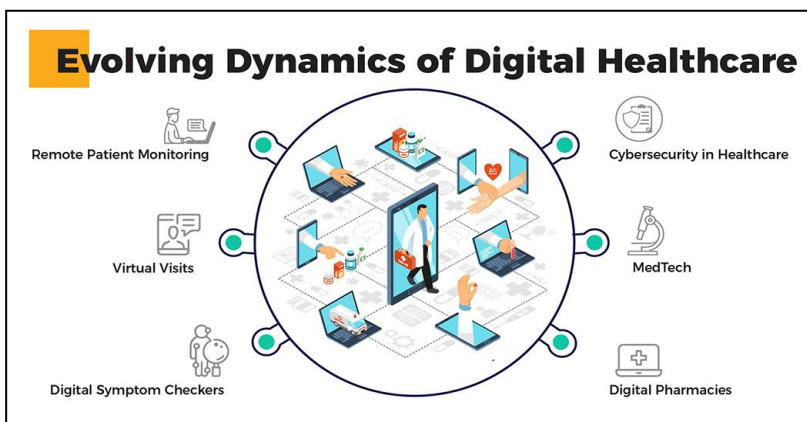 Evolving Dynamics of Digital Healthcare
Remote Patient Monitoring
Virtual Visits
Digital Symptom Checkers
85
Cybersecurity in Healthcare
MedTech
Digital Pharmacies